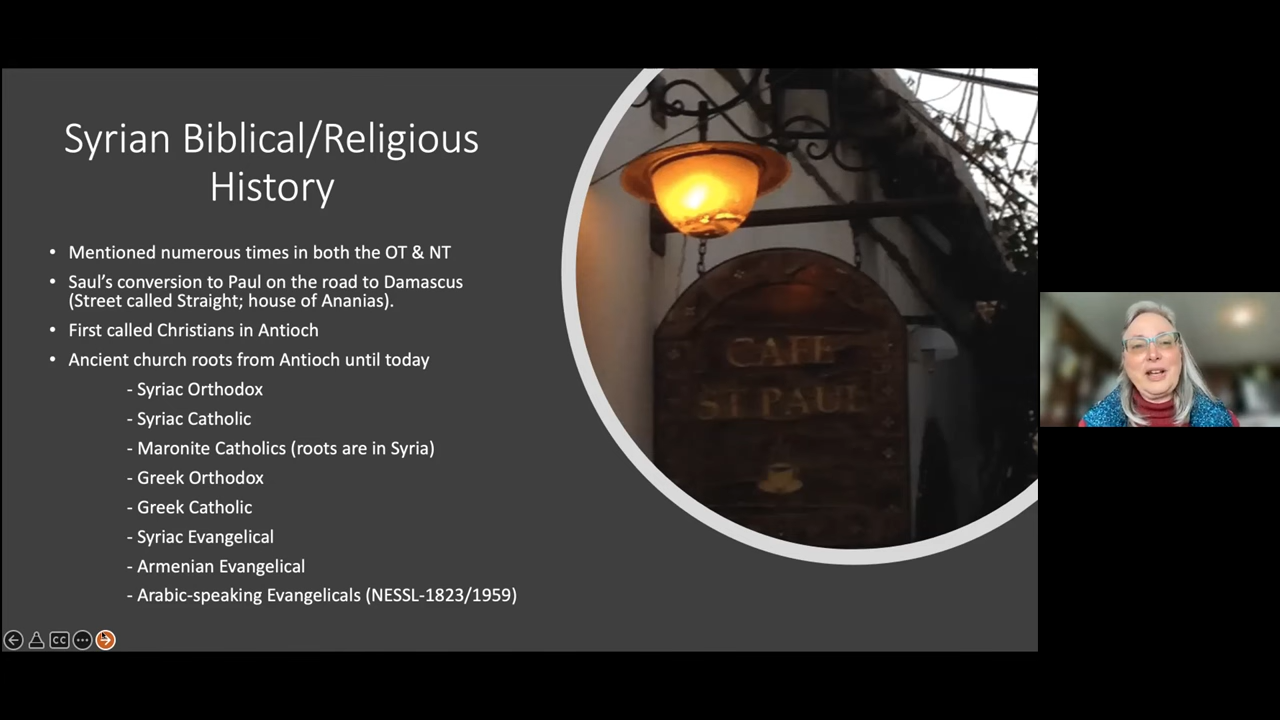 Syrian Biblical/Religious
History
• Mentioned numerous times in both the OT & NT
• Saul's conversion to Paul on the road to Damascus
(Street called Straight; house of Ananias).
• First called Christians in Antioch
• Ancient church roots from Antioch until today
- Syriac Orthodox
- Syriac Catholic
- Maronite Catholics (roots are in Syria)
- Greek Orthodox
- Greek Catholic
- Syriac Evangelical
- Armenian Evangelical
- Arabic-speaking Evangelicals (NESSL-1823/1959)
CAFE
ST PAUL
CC